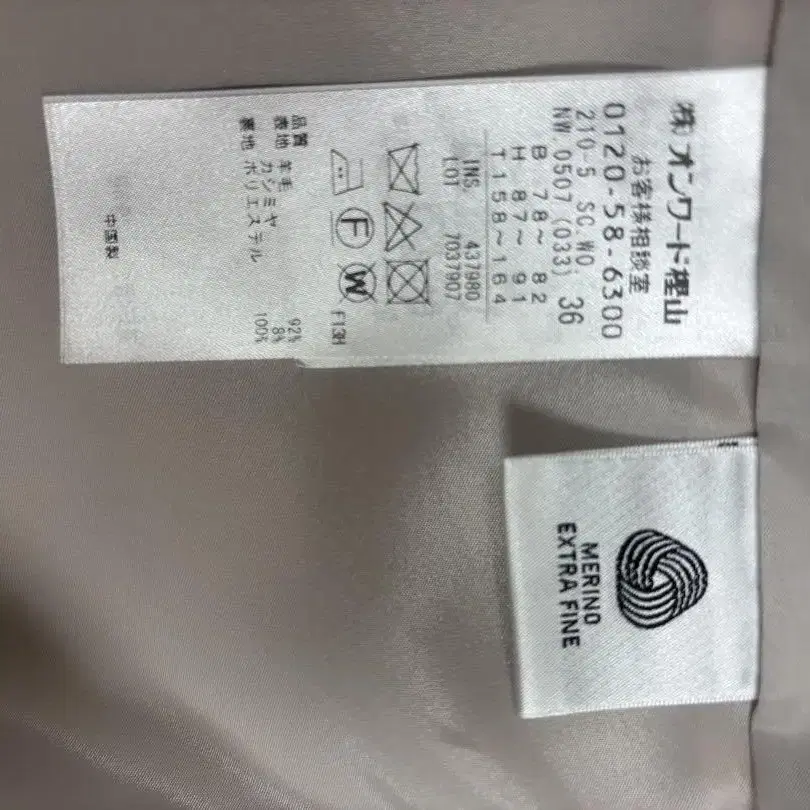 (株)オンワード樫山
お客様相談室
0120-58-6300
210-5 SC.WO.
NW 0507 (033) 36
B 78～ 82
H 87～ 91
T158～164
INS. 437980
LOT 7037907
F
W
F13H
品質
表地 羊毛 92%
カシミヤ 8%
裏地 ポリエステル 100%
中国製
MERINO
EXTRA FINE